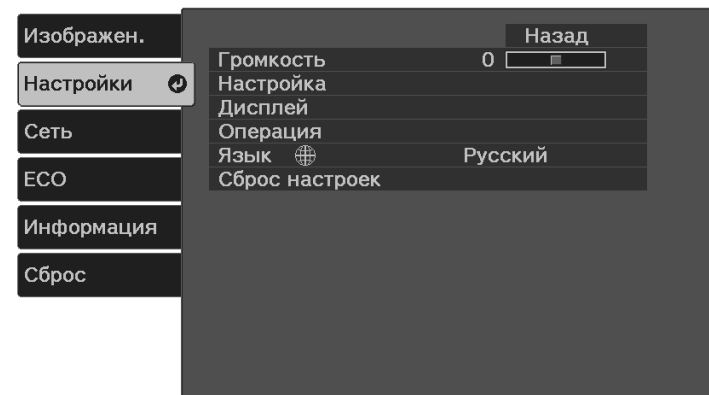 Изображен.
Настройки
Сеть
ECO
Информация
Сброс
Назад
Громкость 0
Настройка
Дисплей
Операция
Язык Русский
Сброс настроек